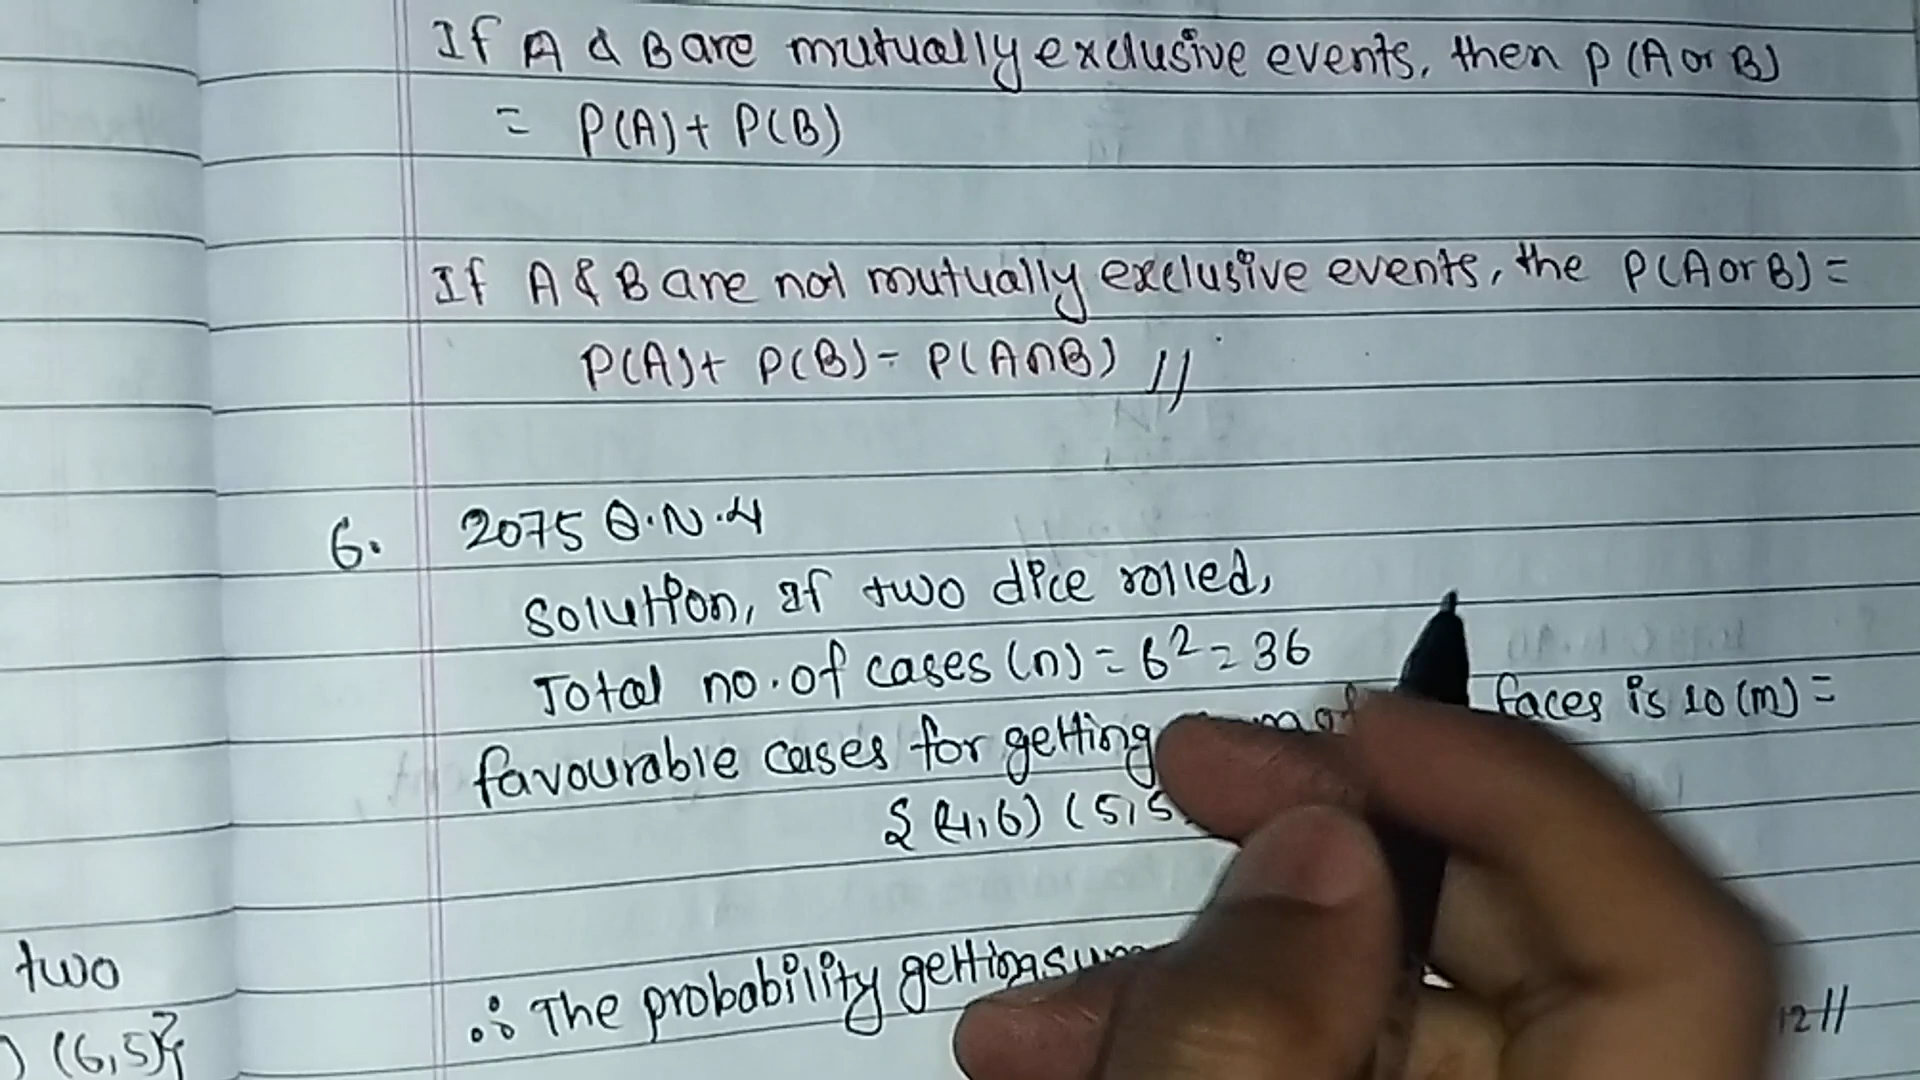 If A & B are mutually exclusive events, then P(A or B)
= P(A)+ P(B)
If A & B are not mutually exclusive events, the P(A or B) =
P(A)+ P(B) - P(A∩B) //
6. 2075 Q.N.4
Solution, If two dice rolled,
Total no. of cases (n) = 6² = 36
favourable cases for getting of faces is 10 (m) =
{ (4,6) (5,5
∴ The probability getting sum 12 //
two
) (6,5)}